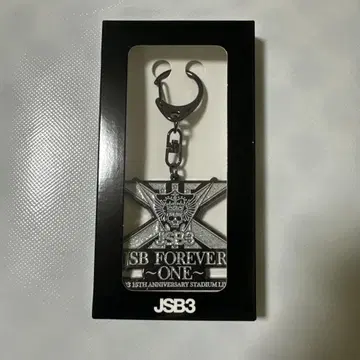 JSB3
JSB FOREVER
~ONE~
15TH ANNIVERSARY STADIUM
JSB3